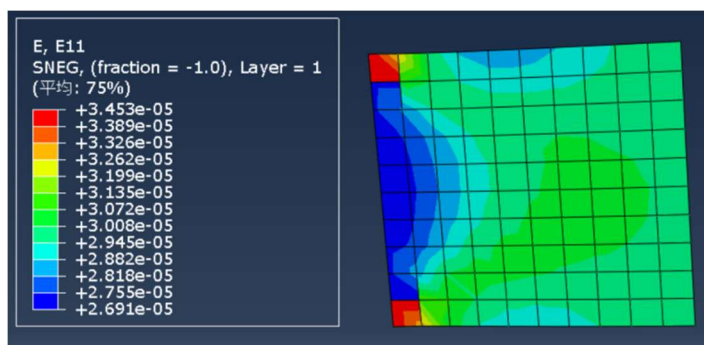 E, E11
SNEG, (fraction = -1.0), Layer = 1
(平均: 75%)
+3.453e-05
+3.389e-05
+3.326e-05
+3.262e-05
+3.199e-05
+3.135e-05
+3.072e-05
+3.008e-05
+2.945e-05
+2.882e-05
+2.818e-05
+2.755e-05
+2.691e-05